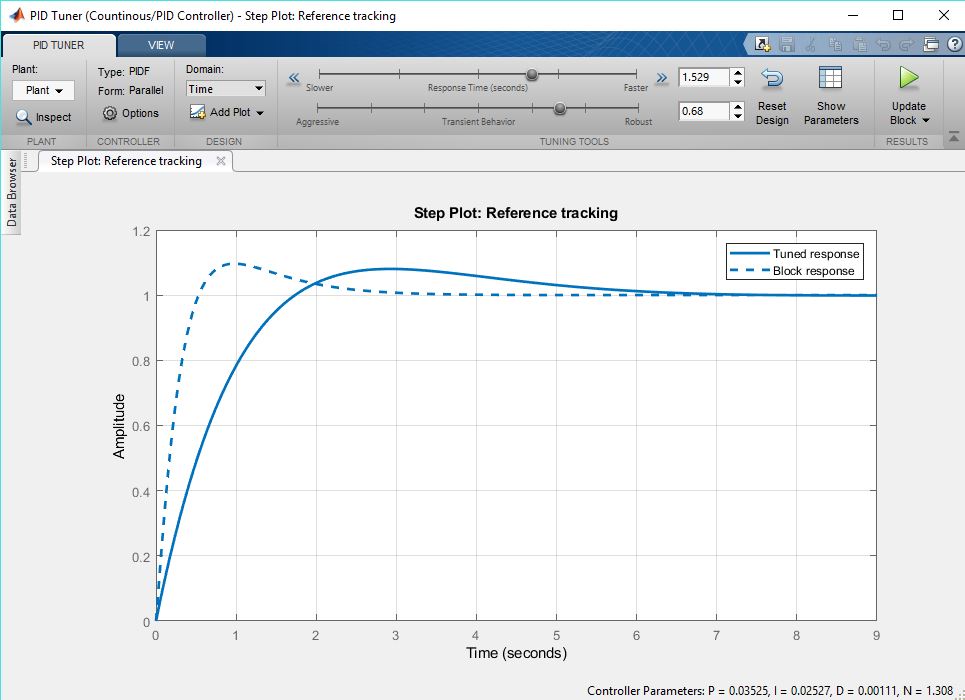 PID Tuner (Countinous/PID Controller) - Step Plot: Reference tracking
PID TUNER VIEW
Plant:
Plant
Inspect
PLANT
Type: PIDF
Form: Parallel
Options
CONTROLLER
Domain:
Time
Add Plot
DESIGN
Slower Response Time (seconds) Faster
1.529
Aggressive Transient Behavior Robust
0.68
Reset
Design
Show
Parameters
TUNING TOOLS
Update
Block
RESULTS
Data Browser
Step Plot: Reference tracking
Step Plot: Reference tracking
Tuned response
Block response
1.2
1
0.8
0.6
0.4
0.2
0
Amplitude
0 1 2 3 4 5 6 7 8 9
Time (seconds)
Controller Parameters: P = 0.03525, I = 0.02527, D = 0.00111, N = 1.308